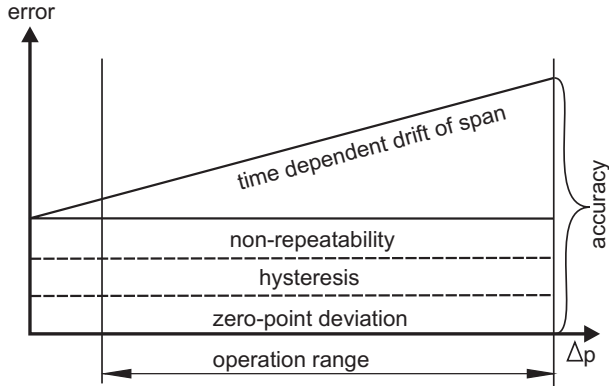 error
time dependent drift of span
non-repeatability
hysteresis
zero-point deviation
accuracy
Δp
operation range